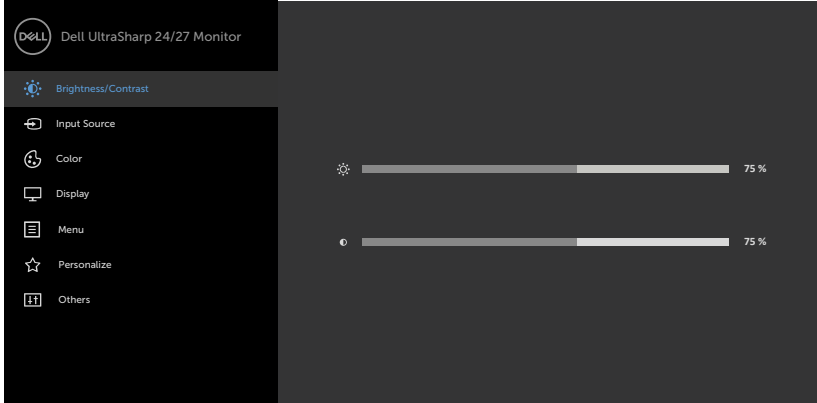 DELL
Dell UltraSharp 24/27 Monitor
Brightness/Contrast
Input Source
Color
75 %
Display
Menu
75 %
Personalize
Others